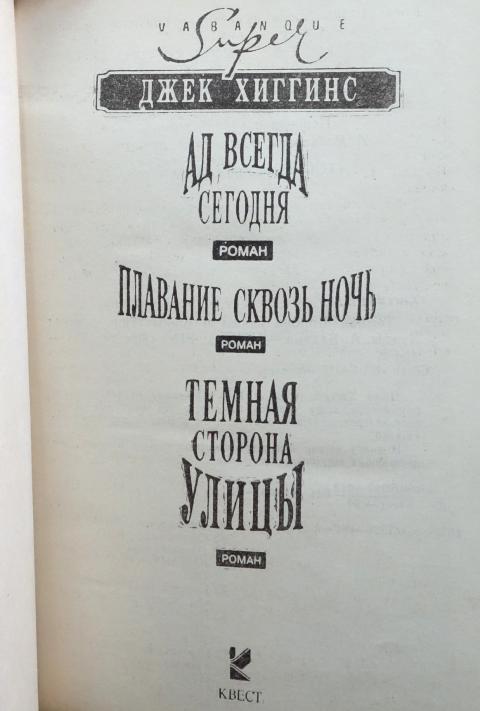 VABANQUE
Super
ДЖЕК ХИГГИНС
АД ВСЕГДА
СЕГОДНЯ
РОМАН
ПЛАВАНИЕ СКВОЗЬ НОЧЬ
РОМАН
ТЕМНАЯ
СТОРОНА
УЛИЦЫ
РОМАН
КВЕСТ